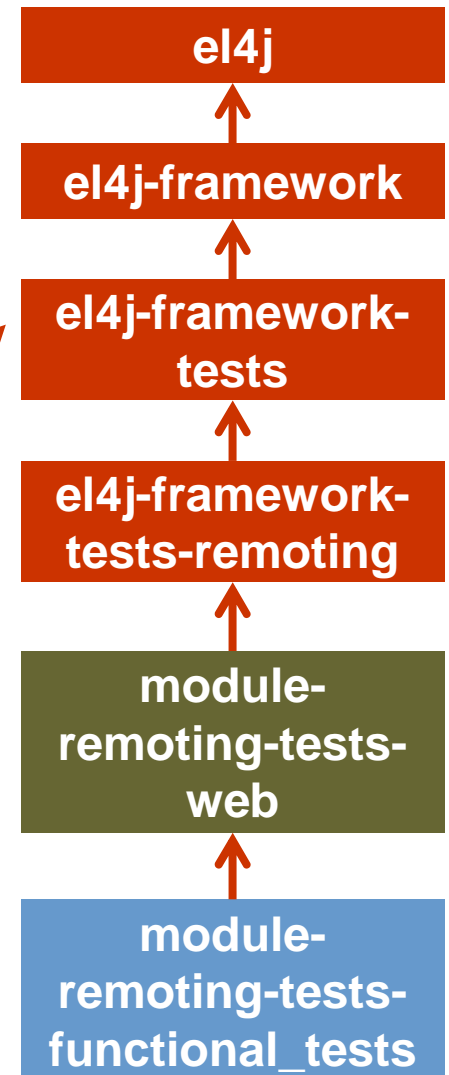 el4j
el4j-framework
el4j-framework-
tests
el4j-framework-
tests-remoting
module-
remoting-tests-
web
module-
remoting-tests-
functional_tests